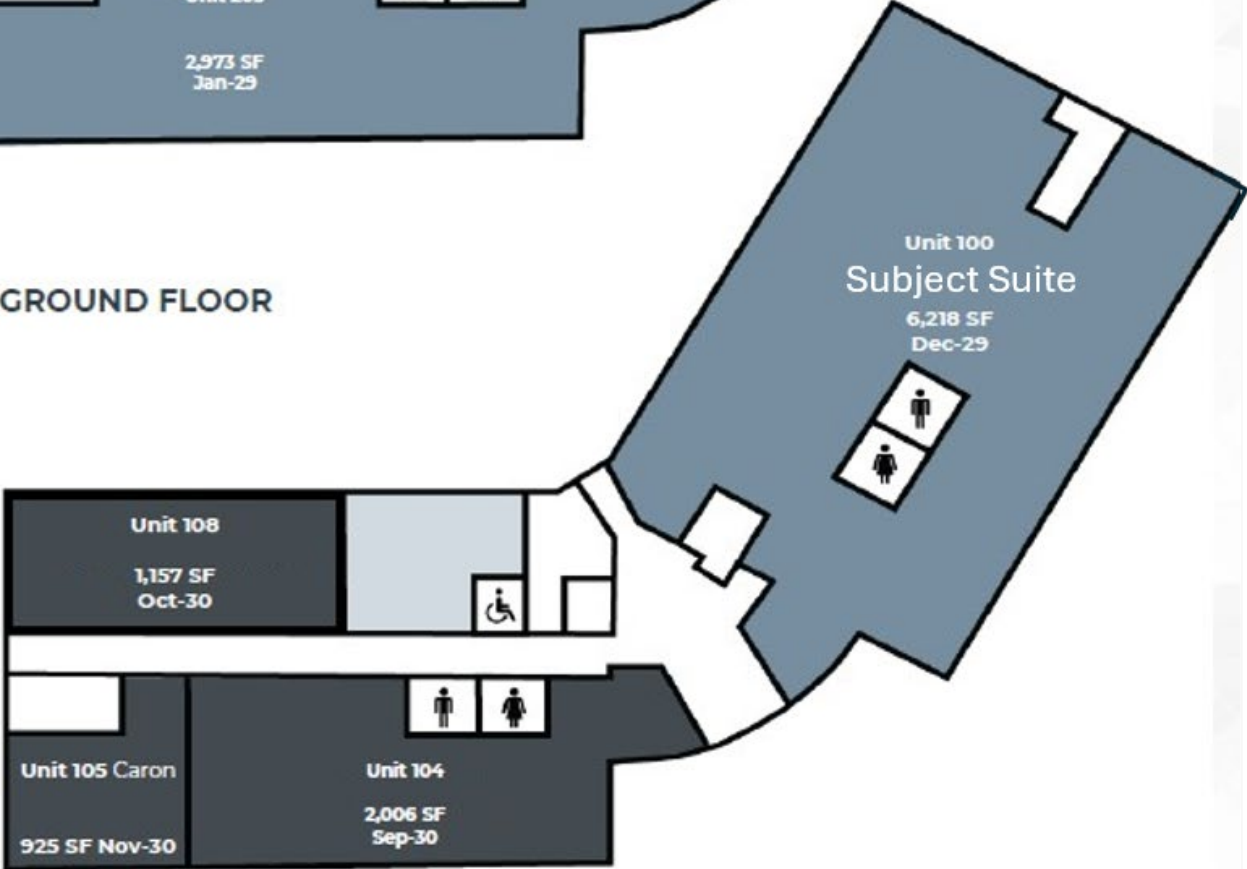 2,973 SF
Jan-29
GROUND FLOOR
Unit 100
Subject Suite
6,218 SF
Dec-29
Unit 108
1,157 SF
Oct-30
Unit 105 Caron
925 SF Nov-30
Unit 104
2,006 SF
Sep-30